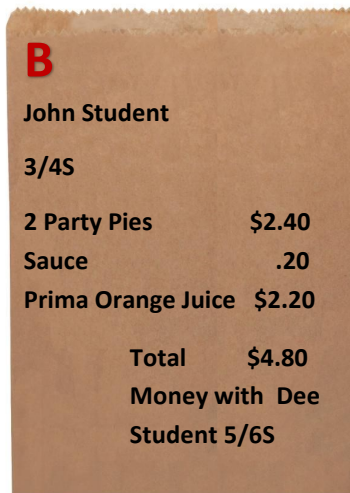 B
John Student
3/4S
2 Party Pies $2.40
Sauce .20
Prima Orange Juice $2.20
Total $4.80
Money with Dee
Student 5/6S